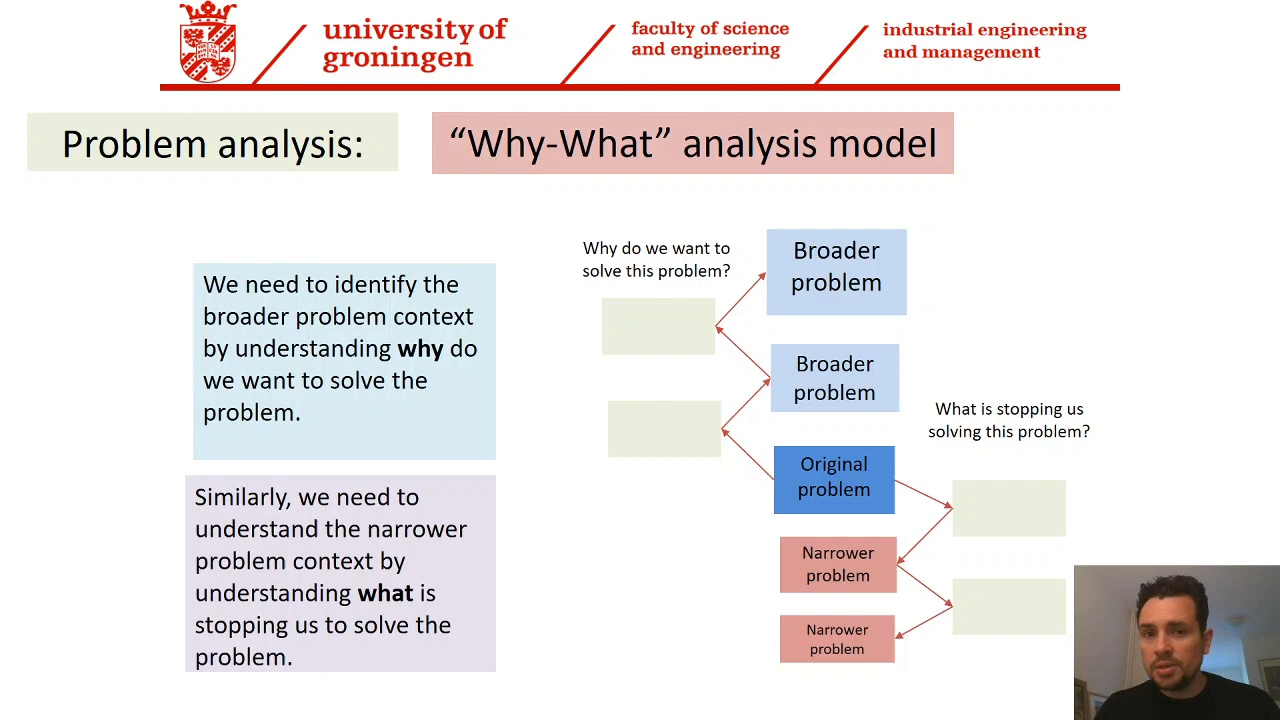 university of
groningen
faculty of science
and engineering
industrial engineering
and management
Problem analysis:
“Why-What” analysis model
We need to identify the
broader problem context
by understanding why do
we want to solve the
problem.
Similarly, we need to
understand the narrower
problem context by
understanding what is
stopping us to solve the
problem.
Why do we want to
solve this problem?
Broader
problem
Broader
problem
What is stopping us
solving this problem?
Original
problem
Narrower
problem
Narrower
problem